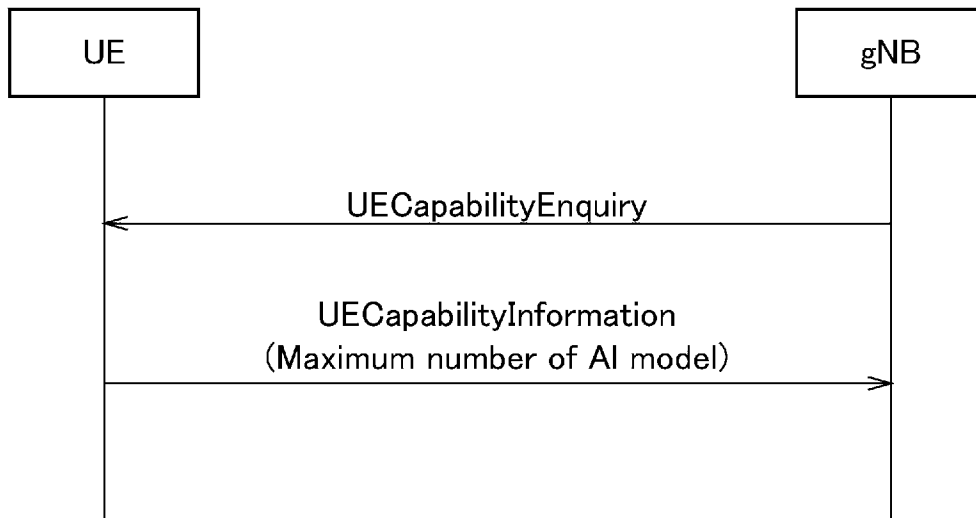 UE
gNB
UECapabilityEnquiry
UECapabilityInformation
(Maximum number of AI model)